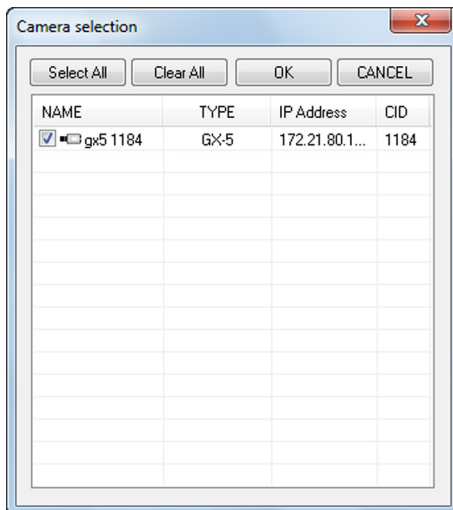 Camera selection
Select All Clear All OK CANCEL
NAME TYPE IP Address CID
gx5 1184 GX-5 172.21.80.1... 1184